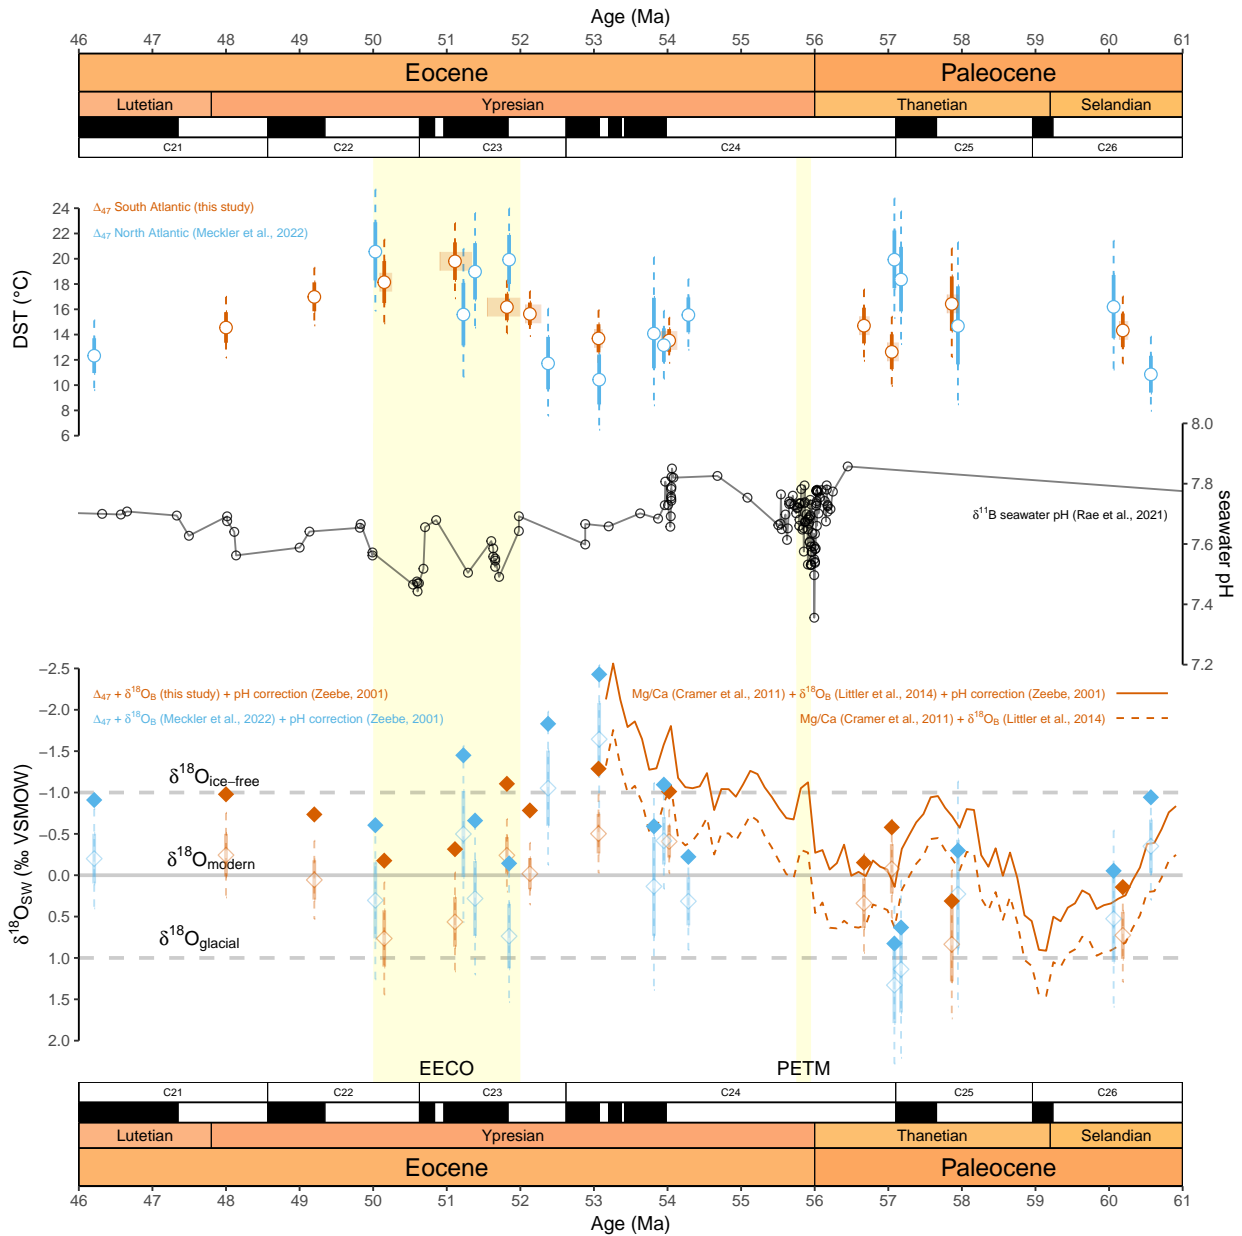 Age (Ma)
46 47 48 49 50 51 52 53 54 55 56 57 58 59 60 61
Eocene Paleocene
Lutetian Ypresian Thanetian Selandian
C21 C22 C23 C24 C25 C26
24
22
20
18
16
14
12
10
8
6
DST (°C)
Δ47 South Atlantic (this study)
Δ47 North Atlantic (Meckler et al., 2022)
8.0
7.8
7.6
7.4
7.2
seawater pH
δ11B seawater pH (Rae et al., 2021)
−2.5
−2.0
−1.5
−1.0
−0.5
0.0
0.5
1.0
1.5
2.0
δ18OSW (‰ VSMOW)
Δ47 + δ18OB (this study) + pH correction (Zeebe, 2001)
Δ47 + δ18OB (Meckler et al., 2022) + pH correction (Zeebe, 2001)
Mg/Ca (Cramer et al., 2011) + δ18OB (Littler et al., 2014) + pH correction (Zeebe, 2001)
Mg/Ca (Cramer et al., 2011) + δ18OB (Littler et al., 2014)
δ18Oice−free
δ18Omodern
δ18Oglacial
EECO PETM
C21 C22 C23 C24 C25 C26
Lutetian Ypresian Thanetian Selandian
Eocene Paleocene
46 47 48 49 50 51 52 53 54 55 56 57 58 59 60 61
Age (Ma)